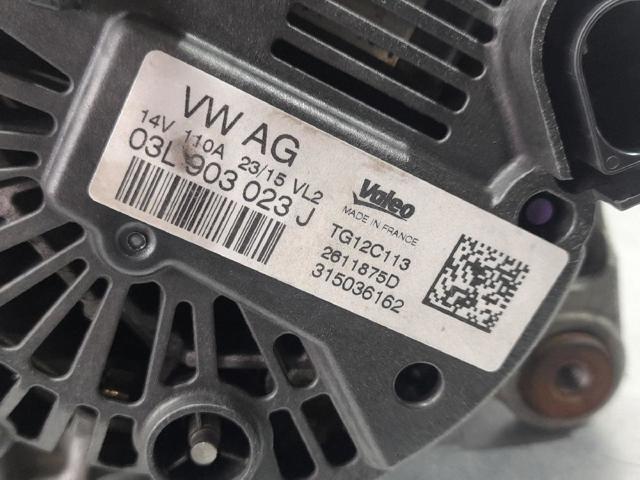 VW AG
14V 110A 23/15 VL2
03L 903 023 J
Valeo
MADE IN FRANCE
TG12C113
2611875D
315036162